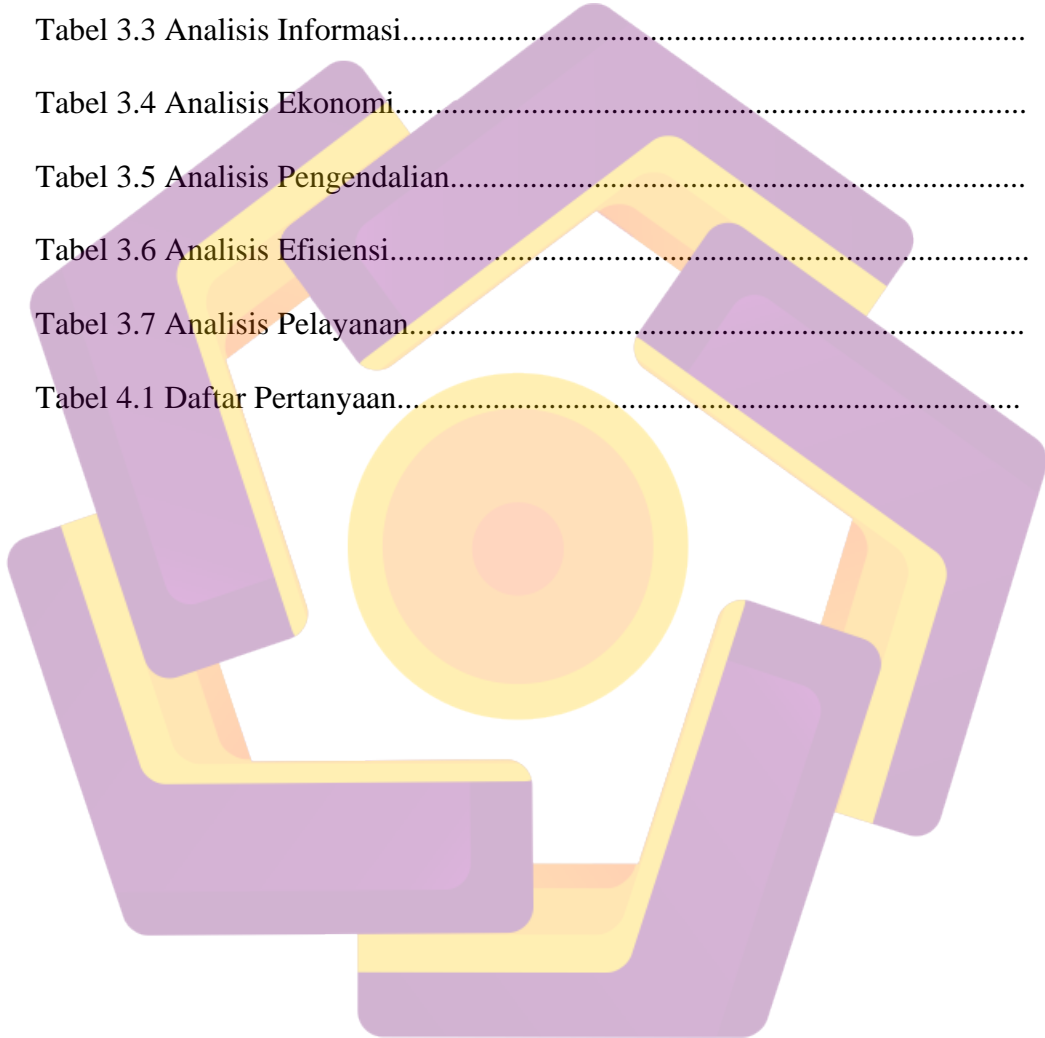 Tabel 3.3 Analisis Informasi..............................................................................
Tabel 3.4 Analisis Ekonomi...............................................................................
Tabel 3.5 Analisis Pengendalian........................................................................
Tabel 3.6 Analisis Efisiensi................................................................................
Tabel 3.7 Analisis Pelayanan.............................................................................
Tabel 4.1 Daftar Pertanyaan..............................................................................